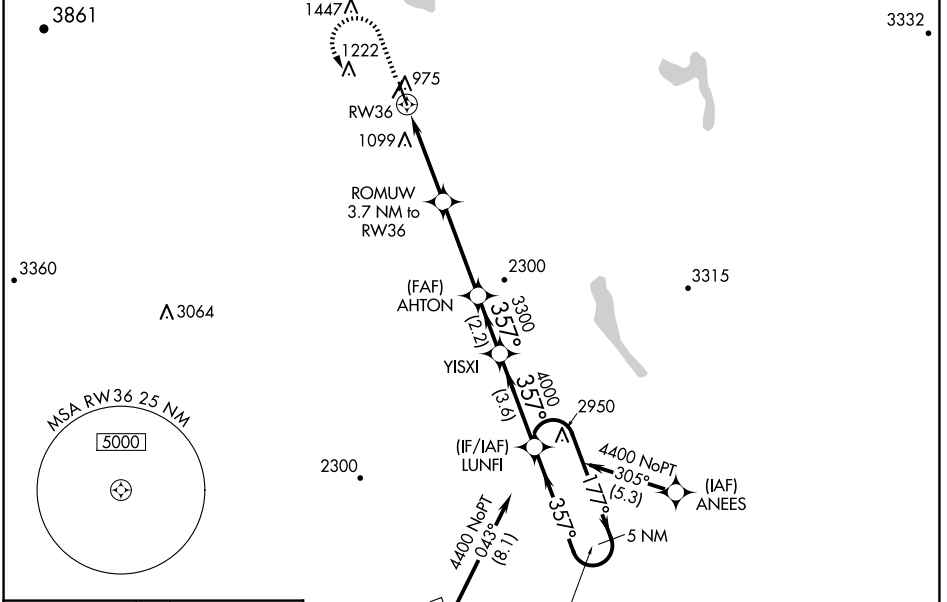 1447
3861
3332
1222
975
RW36
1099
ROMUW
3.7 NM to
RW36
3360
2300
3315
(FAF)
AHTON
3064
3300
357°
(2.2)
YISXI
4000
357°
(3.6)
2950
MSA RW36 25 NM
5000
(IF/IAF)
LUNFI
2300
4400 NoPT
305°
(5.3)
(IAF)
ANEES
177°
357°
5 NM
4400 NoPT
043°
(8.1)